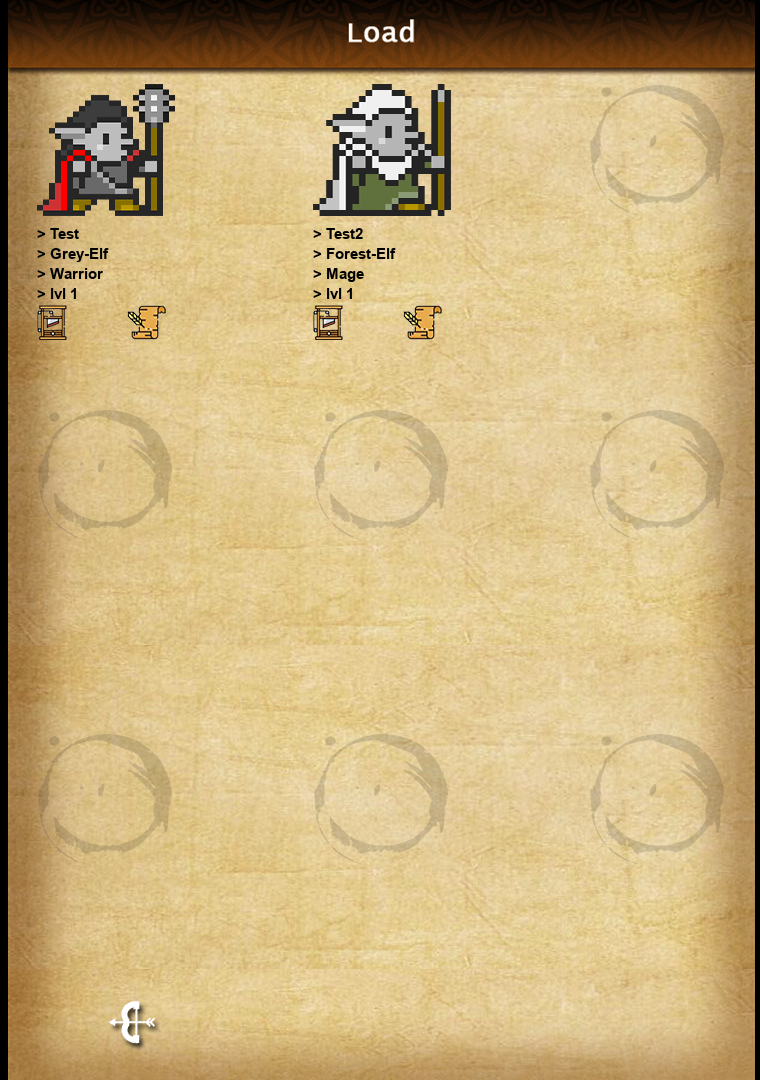 Load
> Test
> Grey-Elf
> Warrior
> lvl 1
> Test2
> Forest-Elf
> Mage
> lvl 1